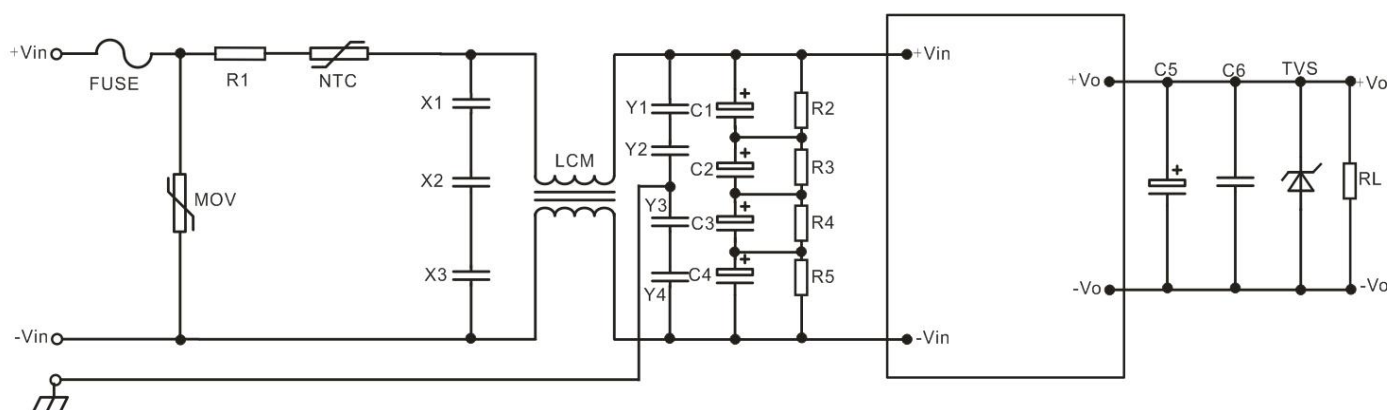 +Vin
FUSE
R1
NTC
MOV
X1
X2
X3
LCM
Y1
Y2
Y3
Y4
C1
C2
C3
C4
R2
R3
R4
R5
+Vin
-Vin
+Vo
-Vo
C5
C6
TVS
RL
+Vo
-Vo
-Vin